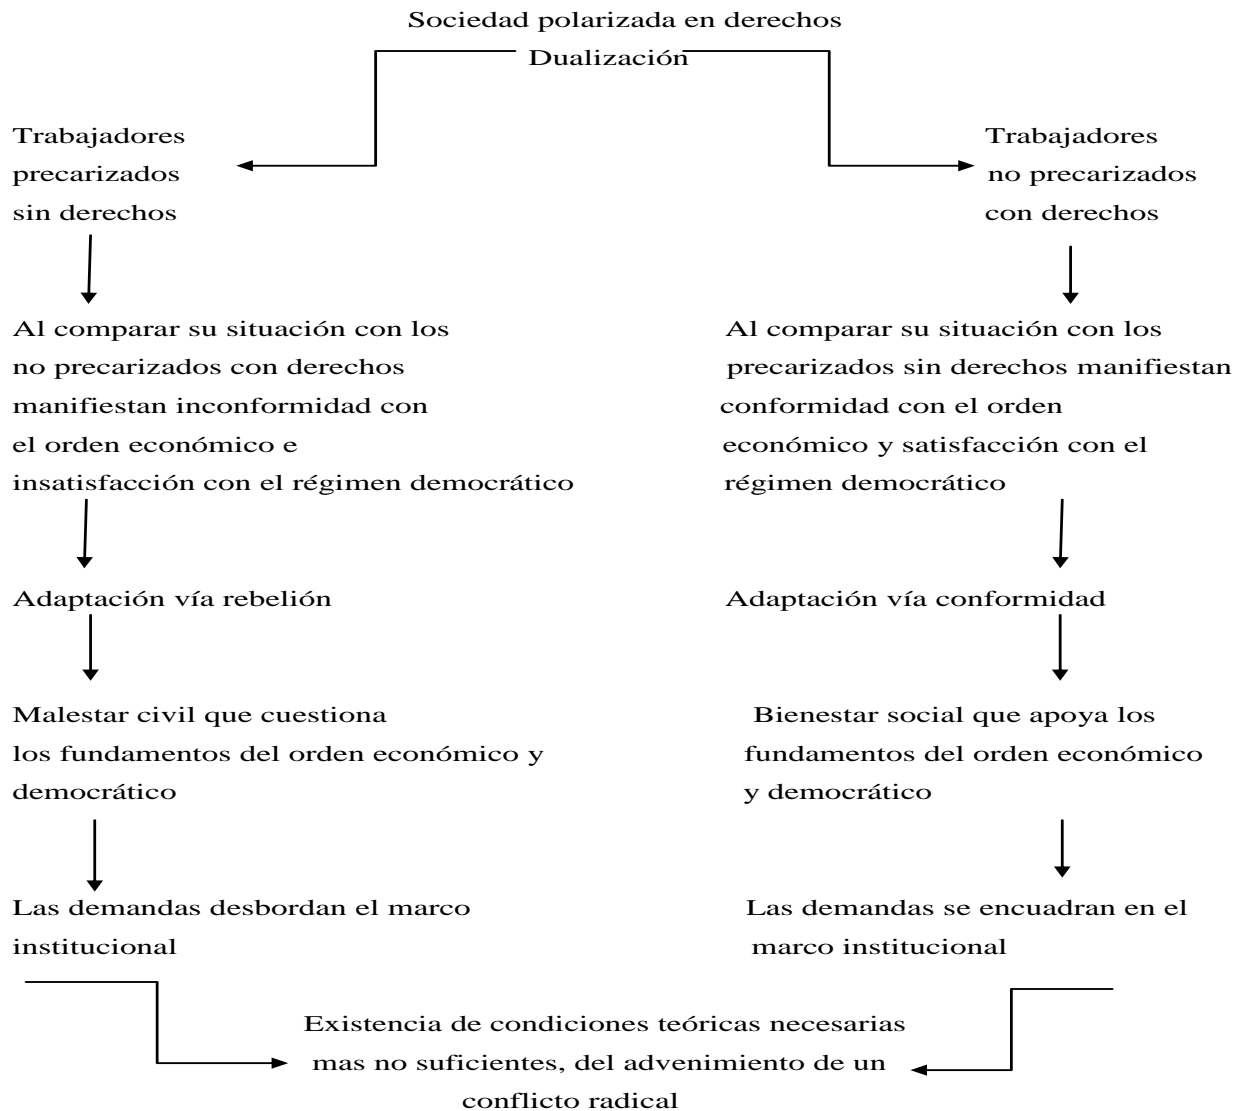 Sociedad polarizada en derechos
Dualización
Trabajadores
precarizados
sin derechos
Trabajadores
no precarizados
con derechos
Al comparar su situación con los
no precarizados con derechos
manifiestan inconformidad con
el orden económico e
insatisfacción con el régimen democrático
Al comparar su situación con los
precarizados sin derechos manifiestan
conformidad con el orden
económico y satisfacción con el
régimen democrático
Adaptación vía rebelión
Adaptación vía conformidad
Malestar civil que cuestiona
los fundamentos del orden económico y
democrático
Bienestar social que apoya los
fundamentos del orden económico
y democrático
Las demandas desbordan el marco
institucional
Las demandas se encuadran en el
marco institucional
Existencia de condiciones teóricas necesarias
mas no suficientes, del advenimiento de un
conflicto radical